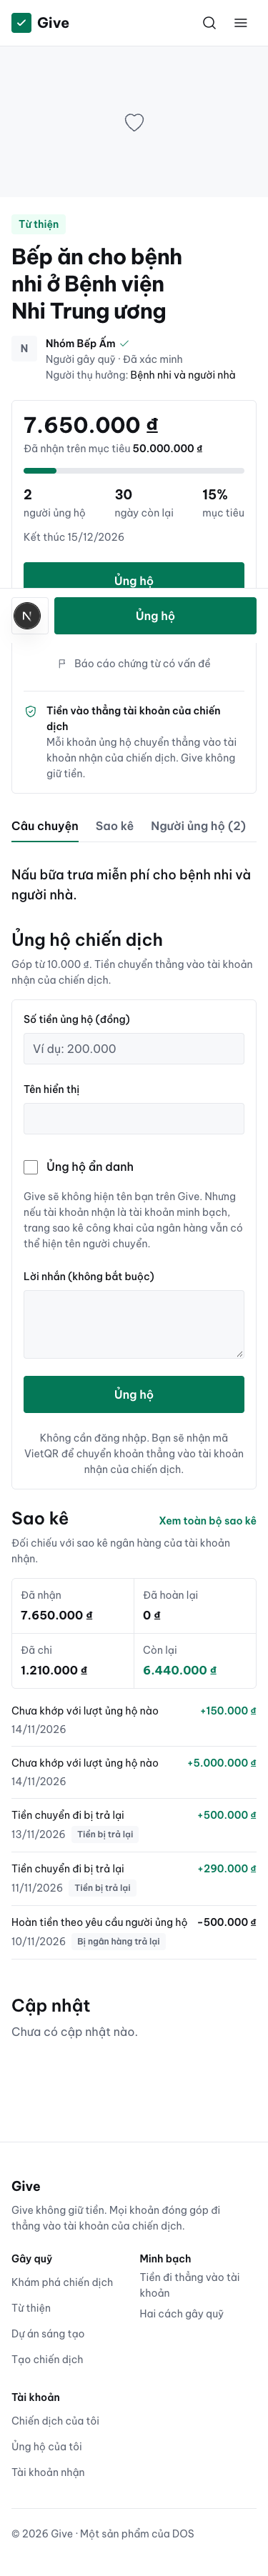 Give
Từ thiện
Bếp ăn cho bệnh
nhi ở Bệnh viện
Nhi Trung ương
N
Nhóm Bếp Ấm
Người gây quỹ · Đã xác minh
Người thụ hưởng: Bệnh nhi và người nhà
7.650.000 ₫
Đã nhận trên mục tiêu 50.000.000 ₫
2 30 15%
người ủng hộ ngày còn lại mục tiêu
Kết thúc 15/12/2026
Ủng hộ
N Ủng hộ
Báo cáo chứng từ có vấn đề
Tiền vào thẳng tài khoản của chiến
dịch
Mỗi khoản ủng hộ chuyển thẳng vào tài
khoản nhận của chiến dịch. Give không
giữ tiền.
Câu chuyện Sao kê Người ủng hộ (2)
Nấu bữa trưa miễn phí cho bệnh nhi và
người nhà.
Ủng hộ chiến dịch
Góp từ 10.000 ₫. Tiền chuyển thẳng vào tài khoản
nhận của chiến dịch.
Số tiền ủng hộ (đồng)
Ví dụ: 200.000
Tên hiển thị
Ủng hộ ẩn danh
Give sẽ không hiện tên bạn trên Give. Nhưng
nếu tài khoản nhận là tài khoản minh bạch,
trang sao kê công khai của ngân hàng vẫn có
thể hiện tên người chuyển.
Lời nhắn (không bắt buộc)
Ủng hộ
Không cần đăng nhập. Bạn sẽ nhận mã
VietQR để chuyển khoản thẳng vào tài khoản
nhận của chiến dịch.
Sao kê Xem toàn bộ sao kê
Đối chiếu với sao kê ngân hàng của tài khoản
nhận.
Đã nhận Đã hoàn lại
7.650.000 ₫ 0 ₫
Đã chi Còn lại
1.210.000 ₫ 6.440.000 ₫
Chưa khớp với lượt ủng hộ nào +150.000 ₫
14/11/2026
Chưa khớp với lượt ủng hộ nào +5.000.000 ₫
14/11/2026
Tiền chuyển đi bị trả lại +500.000 ₫
13/11/2026 Tiền bị trả lại
Tiền chuyển đi bị trả lại +290.000 ₫
11/11/2026 Tiền bị trả lại
Hoàn tiền theo yêu cầu người ủng hộ −500.000 ₫
10/11/2026 Bị ngân hàng trả lại
Cập nhật
Chưa có cập nhật nào.
Give
Give không giữ tiền. Mọi khoản đóng góp đi
thẳng vào tài khoản của chiến dịch.
Gây quỹ
Khám phá chiến dịch
Từ thiện
Dự án sáng tạo
Tạo chiến dịch
Minh bạch
Tiền đi thẳng vào tài
khoản
Hai cách gây quỹ
Tài khoản
Chiến dịch của tôi
Ủng hộ của tôi
Tài khoản nhận
© 2026 Give · Một sản phẩm của DOS